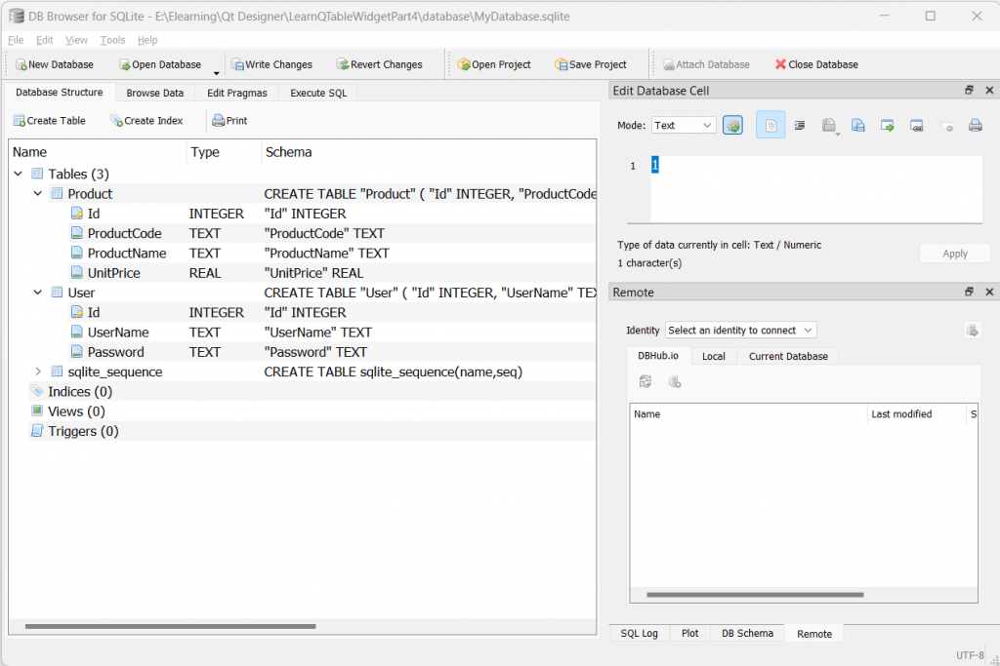 DB Browser for SQLite - E:\Elearning\Qt Designer\LearnQTableWidgetPart4\database\MyDatabase.sqlite
File Edit View Tools Help
New Database Open Database Write Changes Revert Changes Open Project Save Project Attach Database Close Database
Database Structure Browse Data Edit Pragmas Execute SQL
Create Table Create Index Print
Name Type Schema
Tables (3)
Product CREATE TABLE "Product" ( "Id" INTEGER, "ProductCode
Id INTEGER "Id" INTEGER
ProductCode TEXT "ProductCode" TEXT
ProductName TEXT "ProductName" TEXT
UnitPrice REAL "UnitPrice" REAL
User CREATE TABLE "User" ( "Id" INTEGER, "UserName" TEX
Id INTEGER "Id" INTEGER
UserName TEXT "UserName" TEXT
Password TEXT "Password" TEXT
sqlite_sequence CREATE TABLE sqlite_sequence(name,seq)
Indices (0)
Views (0)
Triggers (0)
Edit Database Cell
Mode: Text
1 1
Type of data currently in cell: Text / Numeric
1 character(s)
Apply
Remote
Identity Select an identity to connect
DBHub.io Local Current Database
Name Last modified S
SQL Log Plot DB Schema Remote
UTF-8